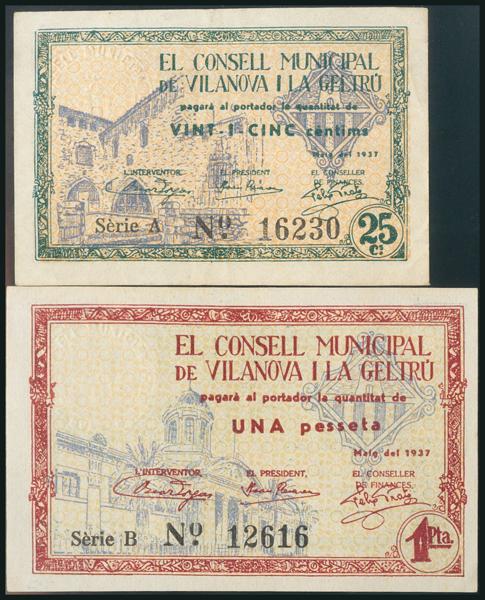 EL CONSELL MUNICIPAL
DE VILANOVA I LA GELTRÚ
pagarà al portador la quantitat de
VINT-I CINC cèntims
Maig del 1937
L'INTERVENTOR, EL PRESIDENT EL CONSELLER
DE FINANCES,
Sèrie A Nº 16230 25
Cs
EL CONSELL MUNICIPAL
DE VILANOVA I LA GELTRÚ
pagarà al portador la quantitat de
UNA pesseta
Maig del 1937
L'INTERVENTOR, EL PRESIDENT, EL CONSELLER
DE FINANCES,
Sèrie B Nº 12616 1 Pta.